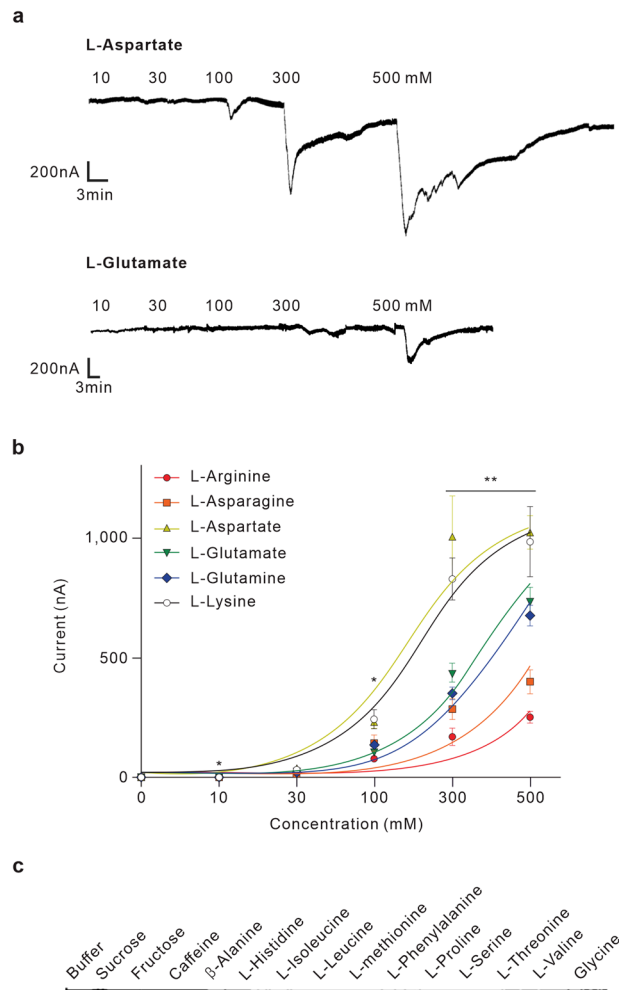 a
L-Aspartate
10 30 100 300 500 mM
200nA
3min
L-Glutamate
10 30 100 300 500 mM
200nA
3min
b
L-Arginine
L-Asparagine
L-Aspartate
L-Glutamate
L-Glutamine
L-Lysine
**
*
*
1,000
500
0
Current (nA)
0 10 30 100 300 500
Concentration (mM)
c
Buffer
Sucrose
Fructose
Caffeine
β-Alanine
L-Histidine
L-Isoleucine
L-Leucine
L-methionine
L-Phenylalanine
L-Proline
L-Serine
L-Threonine
L-Valine
Glycine